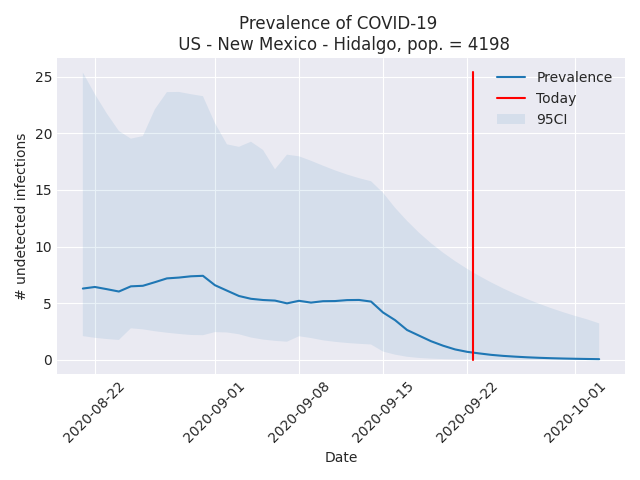 Prevalence of COVID-19
US - New Mexico - Hidalgo, pop. = 4198
Prevalence
Today
95CI
# undetected infections
25
20
15
10
5
0
2020-08-22
2020-09-01
2020-09-08
2020-09-15
2020-09-22
2020-10-01
Date